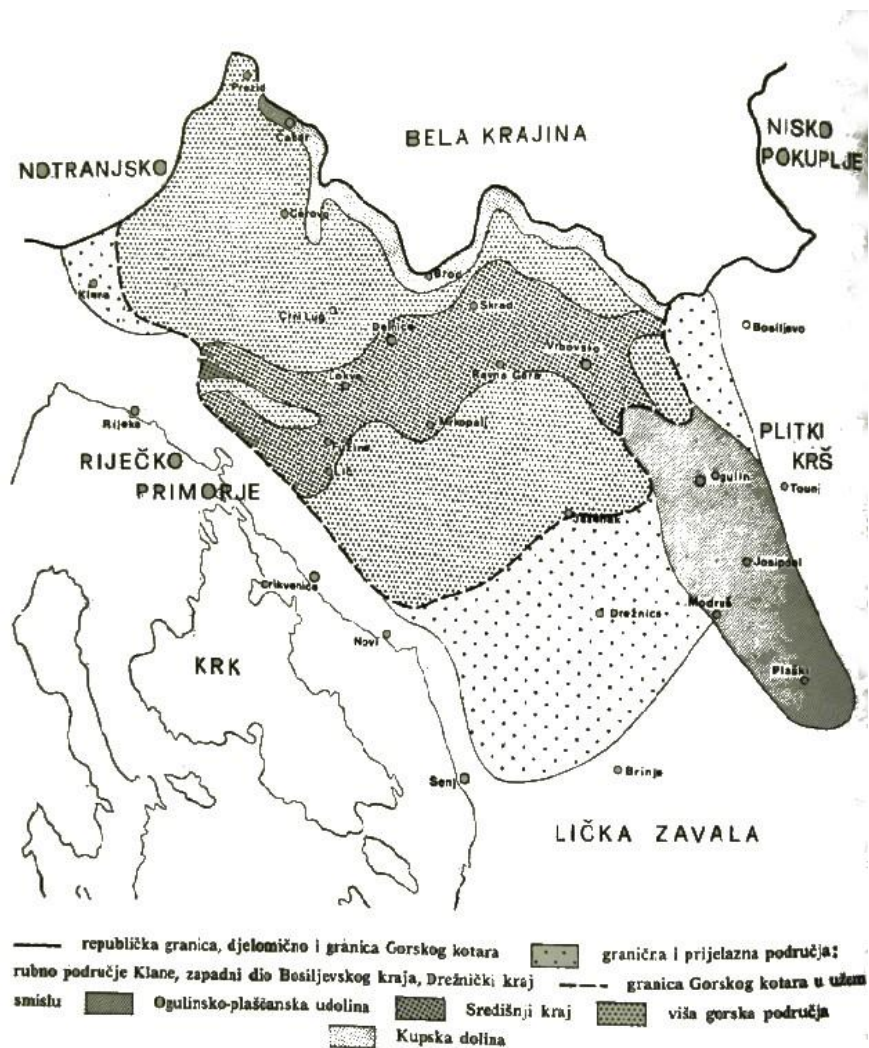 Prezid
BELA KRAJINA
NISKO
POKUPLJE
Čabar
NOTRANJSKO
Gerovo
Brod
Klana
Crni Lug
Skrad
Delnice
Bosiljevo
Vrbovsko
Ravna Gora
Lokve
Rijeka
Mrkopalj
PLITKI
KRŠ
RIJEČKO
PRIMORJE
Lič
Ogulin
Tounj
Jasenak
Josipdol
Crikvenica
Drežnica
Modruš
Novi
KRK
Plaški
Senj
Brinje
LIČKA ZAVALA
republička granica, djelomično i granica Gorskog kotara granična i prijelazna područja:
rubno područje Klane, zapadni dio Bosiljevskog kraja, Drežnički kraj granica Gorskog kotara u užem
smislu Ogulinsko-plaščanska udolina Središnji kraj viša gorska područja
Kupska dolina